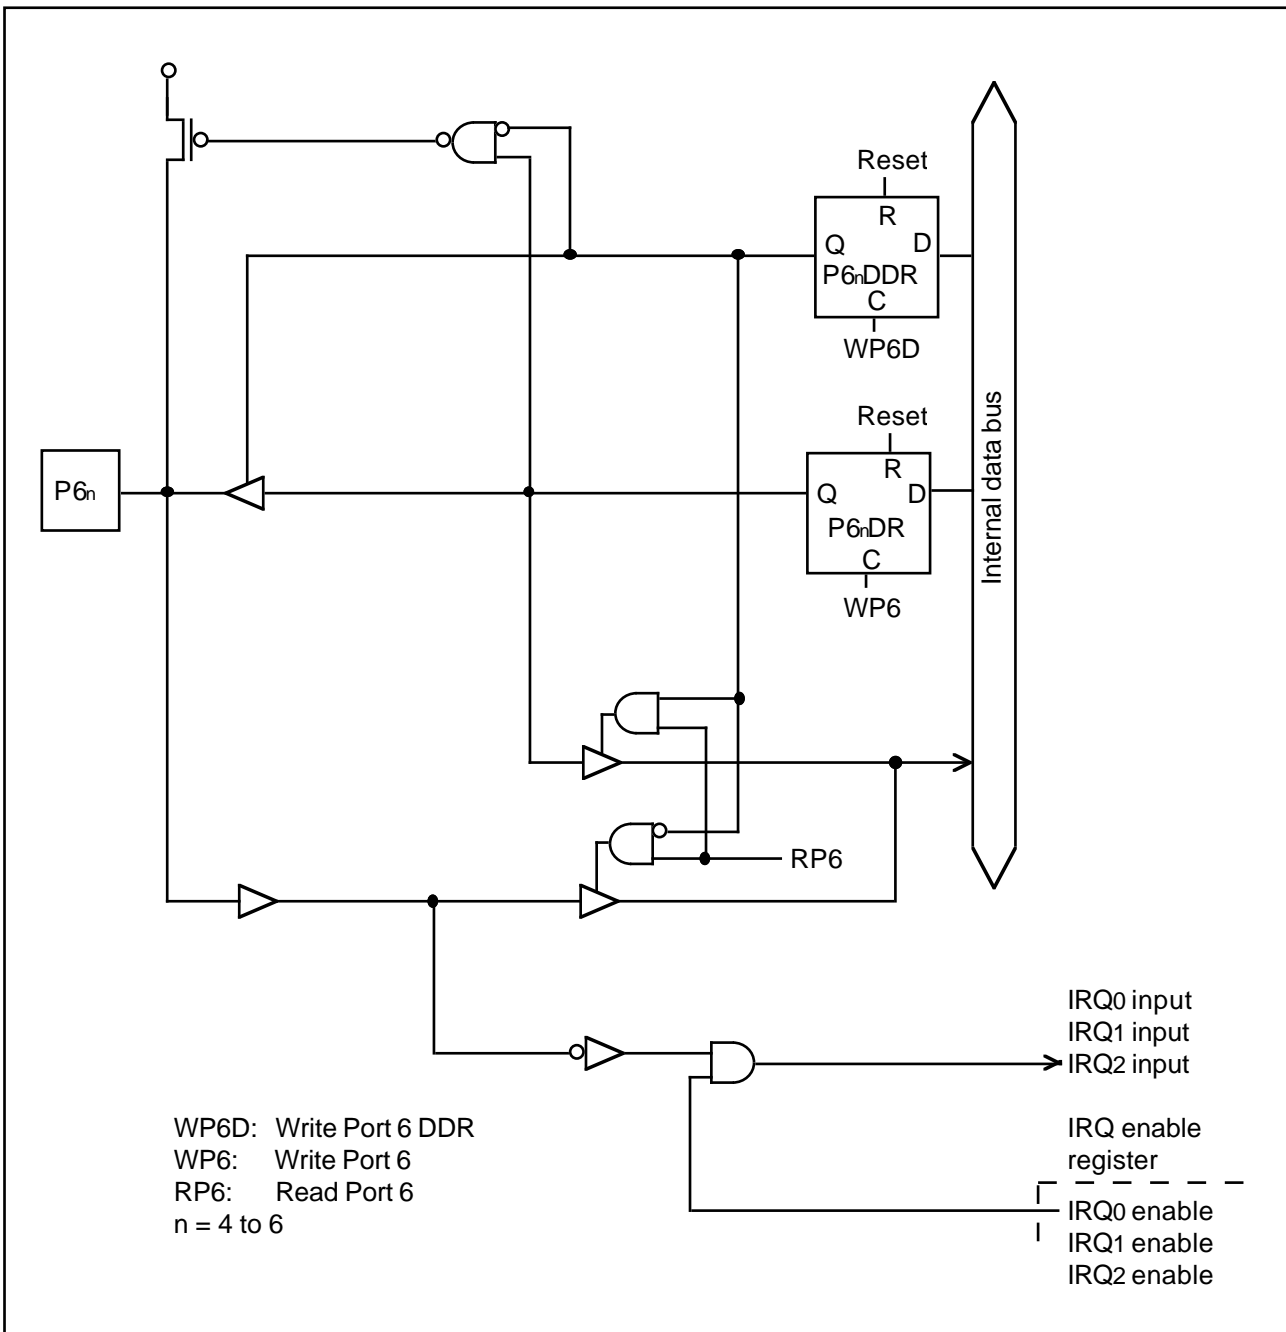 Reset
R
Q D
P6nDDR
C
WP6D
Reset
R
Q D
P6nDR
C
WP6
P6n
Internal data bus
RP6
IRQ0 input
IRQ1 input
IRQ2 input
WP6D: Write Port 6 DDR
WP6: Write Port 6
RP6: Read Port 6
n = 4 to 6
IRQ enable
register
IRQ0 enable
IRQ1 enable
IRQ2 enable